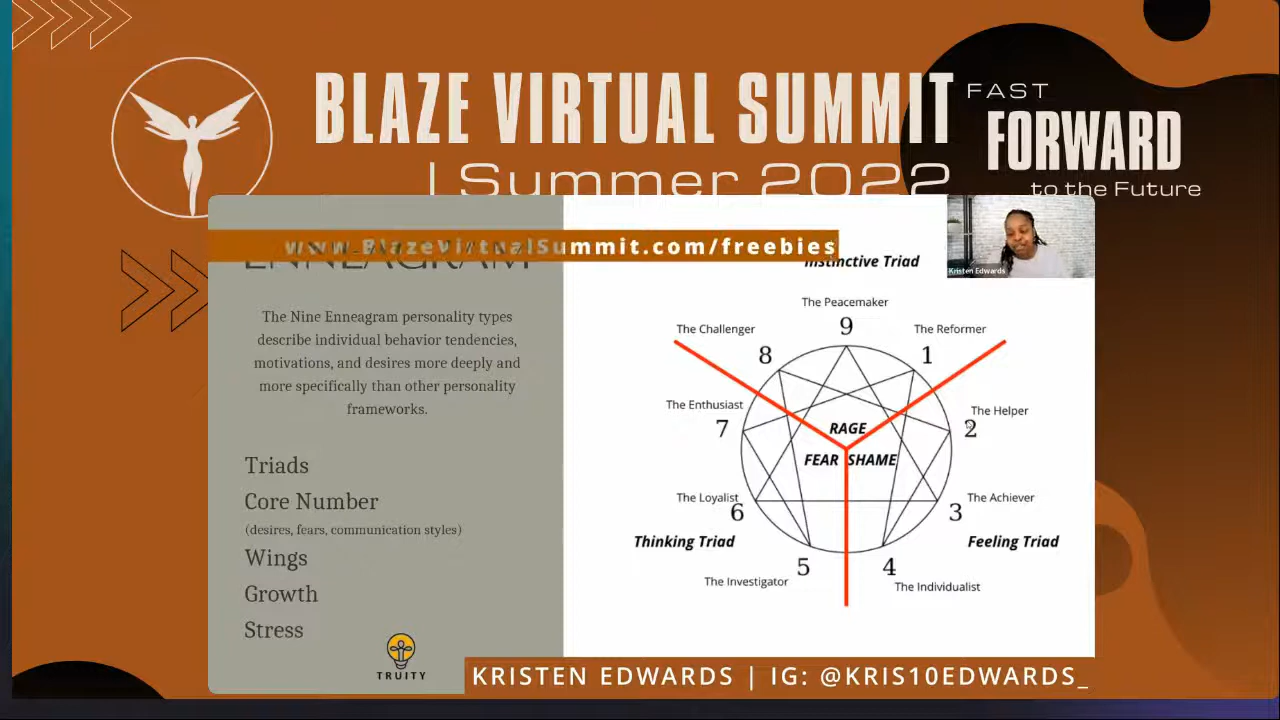 BLAZE VIRTUAL SUMMIT
| Summer 2022
FAST
FORWARD
to the Future
www.BlazeVirtualSummit.com/freebies
ENNEAGRAM
The Nine Enneagram personality types
describe individual behavior tendencies,
motivations, and desires more deeply and
more specifically than other personality
frameworks.
Triads
Core Number
(desires, fears, communication styles)
Wings
Growth
Stress
TRUITY
Instinctive Triad
Kristen Edwards
The Peacemaker
9
The Challenger
8
The Reformer
1
The Enthusiast
7
The Helper
2
RAGE
FEAR
SHAME
The Loyalist
6
The Achiever
3
Thinking Triad
Feeling Triad
5
The Investigator
4
The Individualist
KRISTEN EDWARDS | IG: @KRIS10EDWARDS_